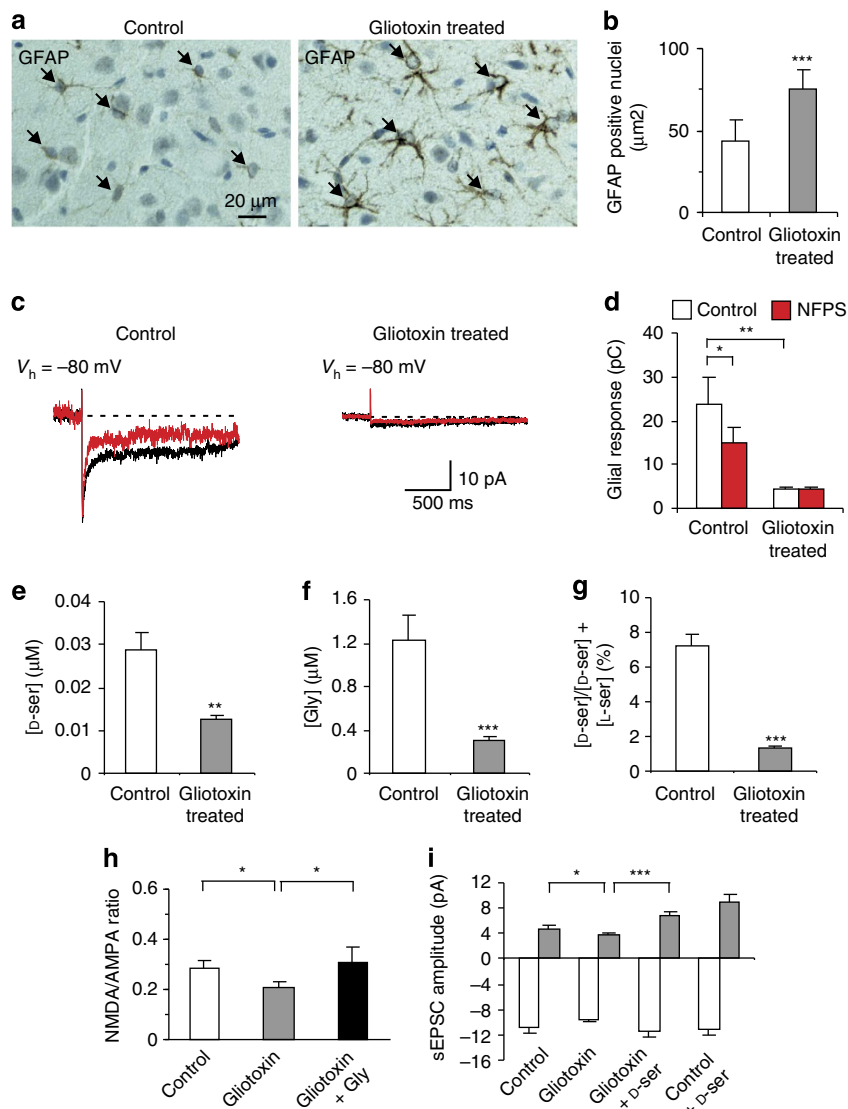 a
Control
Gliotoxin treated
GFAP
GFAP
20 μm
b
GFAP positive nuclei
(μm2)
100
50
0
***
Control
Gliotoxin
treated
c
Control
Gliotoxin treated
Vh = –80 mV
Vh = –80 mV
10 pA
500 ms
d
Control
NFPS
Glial response (pC)
40
30
20
10
0
**
*
Control
Gliotoxin
treated
e
[D-ser] (μM)
0.04
0.03
0.02
0.01
0
**
Control
Gliotoxin
treated
f
[Gly] (μM)
1.6
1.2
0.8
0.4
0
***
Control
Gliotoxin
treated
g
[D-ser]/[D-ser] +
[L-ser] (%)
10
8
6
4
2
0
***
Control
Gliotoxin
treated
h
NMDA/AMPA ratio
0.6
0.4
0.2
0
*
*
Control
Gliotoxin
Gliotoxin
+ Gly
i
sEPSC amplitude (pA)
12
8
4
0
–4
–8
–12
–16
*
***
Control
Gliotoxin
Gliotoxin
+ D-ser
Control
+ D-ser